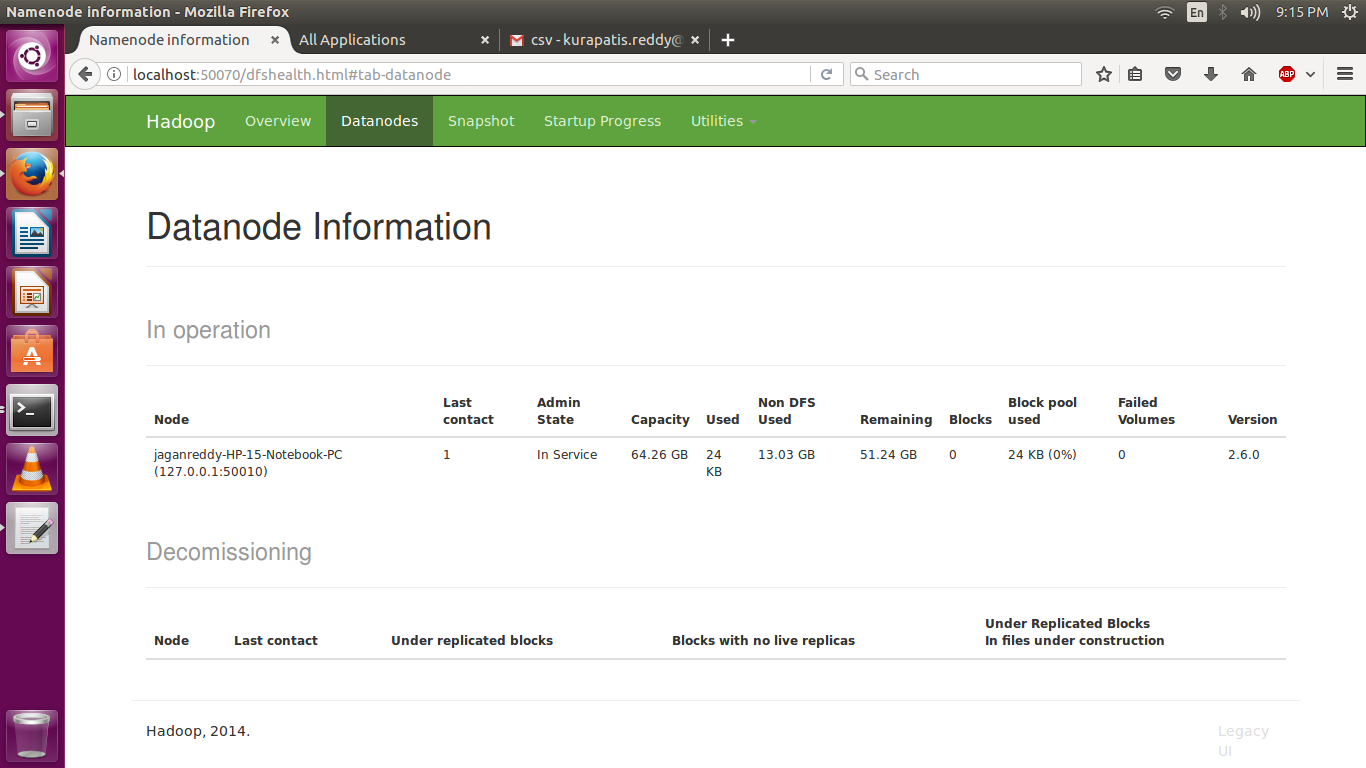 Namenode information - Mozilla Firefox
En
9:15 PM
Namenode information
All Applications
csv - kurapatis.reddy@
localhost:50070/dfshealth.html#tab-datanode
Search
ABP
Hadoop Overview Datanodes Snapshot Startup Progress Utilities
Datanode Information
In operation
Node Last contact Admin State Capacity Used Non DFS Used Remaining Blocks Block pool used Failed Volumes Version
jaganreddy-HP-15-Notebook-PC (127.0.0.1:50010) 1 In Service 64.26 GB 24 KB 13.03 GB 51.24 GB 0 24 KB (0%) 0 2.6.0
Decomissioning
Node Last contact Under replicated blocks Blocks with no live replicas Under Replicated Blocks In files under construction
Hadoop, 2014.
Legacy UI